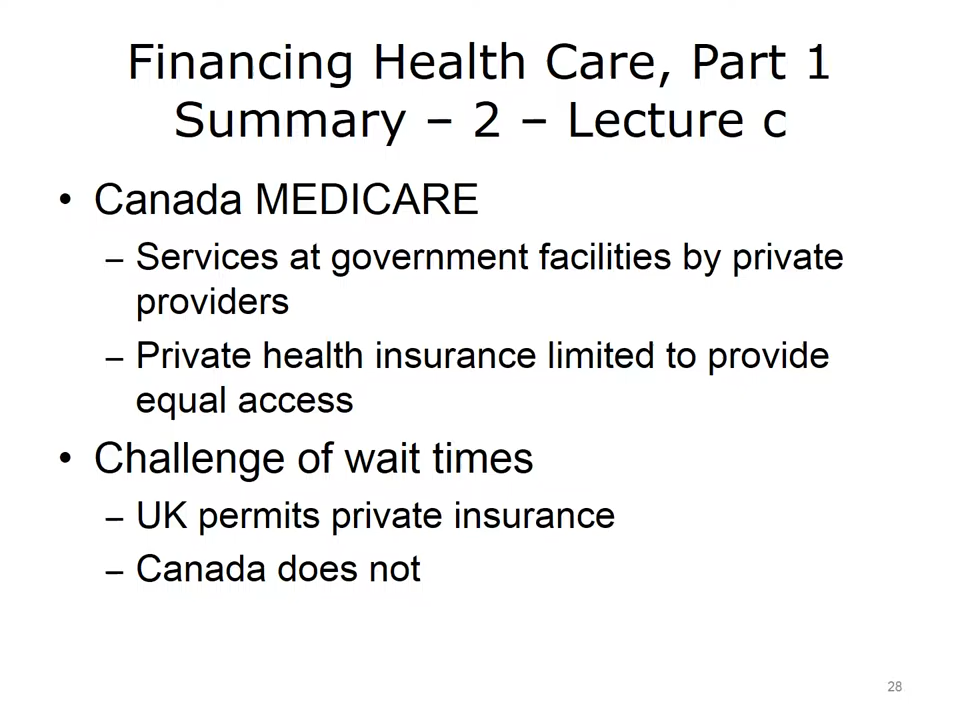 Financing Health Care, Part 1
Summary – 2 – Lecture c
• Canada MEDICARE
– Services at government facilities by private
providers
– Private health insurance limited to provide
equal access
• Challenge of wait times
– UK permits private insurance
– Canada does not
28